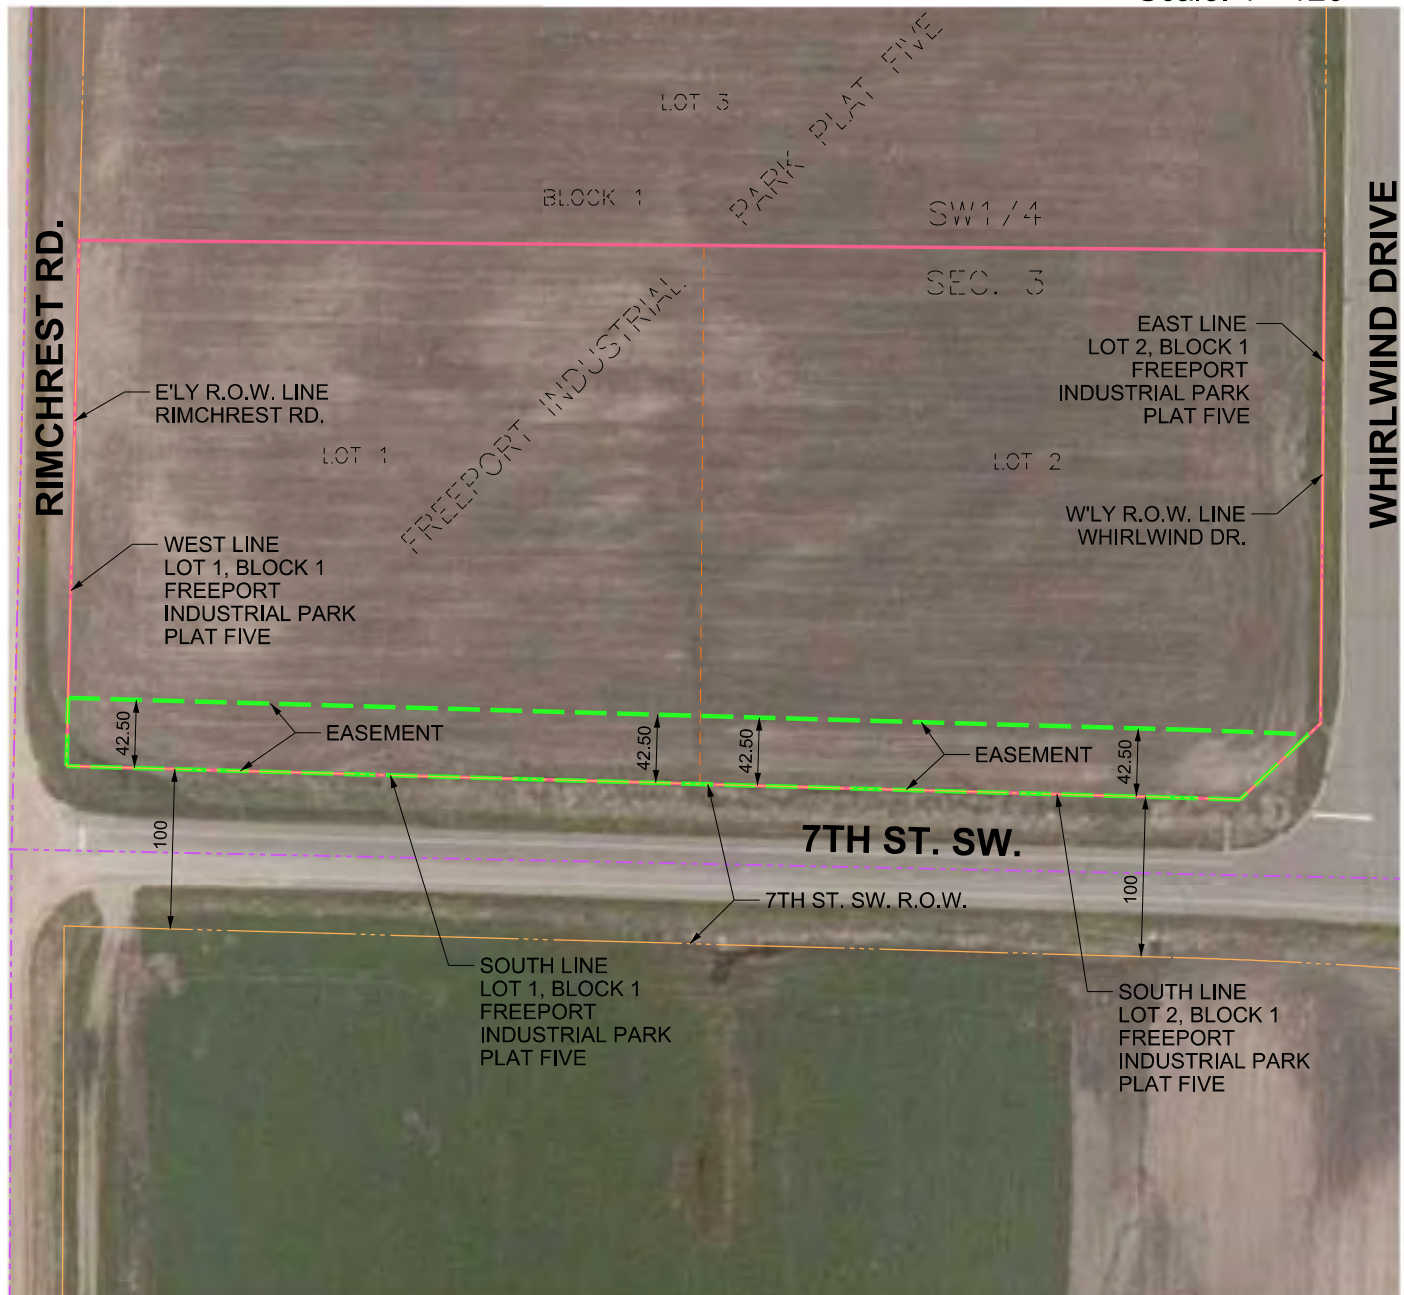 LOT 3
PARK PLAT FIVE
BLOCK 1
SW1/4
SEC. 3
RIMCHREST RD.
WHIRLWIND DRIVE
FREEPORT INDUSTRIAL
EAST LINE
LOT 2, BLOCK 1
FREEPORT
INDUSTRIAL PARK
PLAT FIVE
E'LY R.O.W. LINE
RIMCHREST RD.
LOT 1
LOT 2
W'LY R.O.W. LINE
WHIRLWIND DR.
WEST LINE
LOT 1, BLOCK 1
FREEPORT
INDUSTRIAL PARK
PLAT FIVE
42.50
EASEMENT
42.50
42.50
EASEMENT
42.50
100
7TH ST. SW.
100
7TH ST. SW. R.O.W.
SOUTH LINE
LOT 1, BLOCK 1
FREEPORT
INDUSTRIAL PARK
PLAT FIVE
SOUTH LINE
LOT 2, BLOCK 1
FREEPORT
INDUSTRIAL PARK
PLAT FIVE